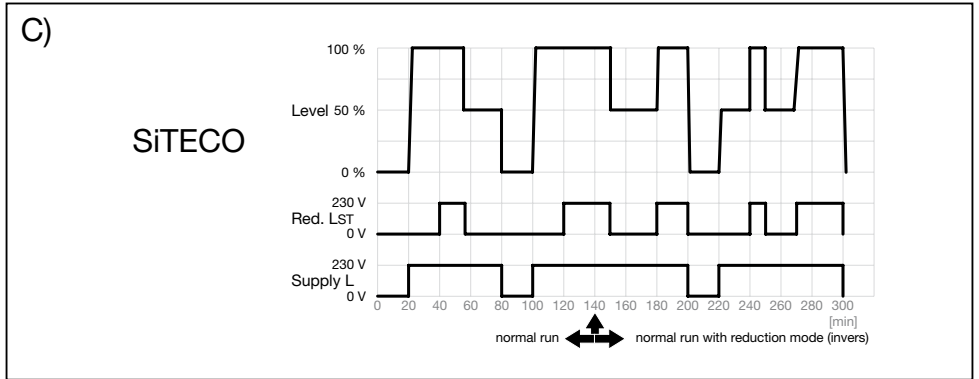 C)
SiTECO
100 %
Level 50 %
0 %
230 V
Red. LST
0 V
230 V
Supply L
0 V
0 20 40 60 80 100 120 140 160 180 200 220 240 260 280 300
[min]
normal run normal run with reduction mode (invers)